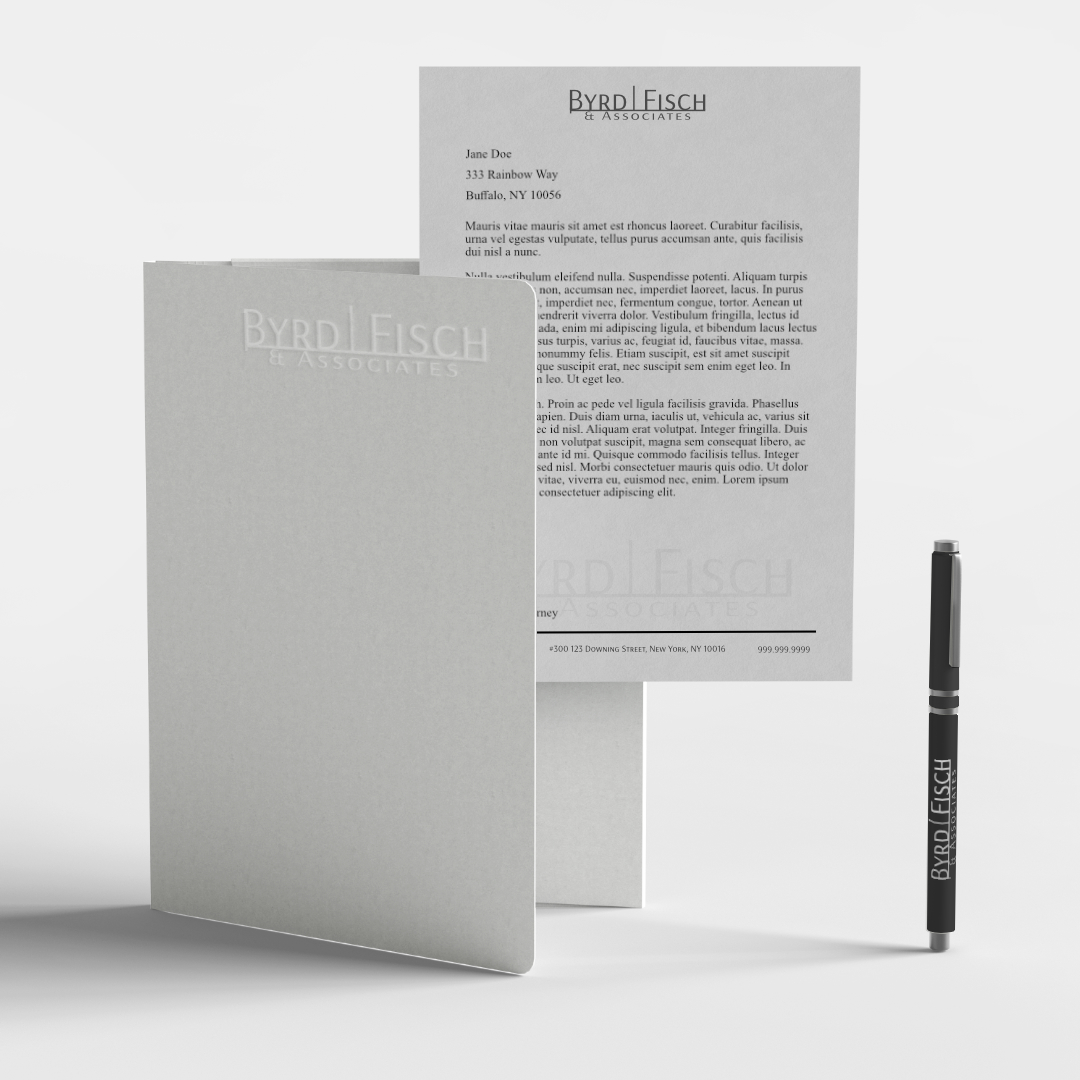 BYRD | FISCH
& ASSOCIATES
Jane Doe
333 Rainbow Way
Buffalo, NY 10056
Mauris vitae mauris sit amet est rhoncus laoreet. Curabitur facilisis,
urna vel egestas vulputate, tellus purus accumsan ante, quis facilisis
dui nisl a nunc.
Nulla vestibulum eleifend nulla. Suspendisse potenti. Aliquam turpis
non, accumsan nec, imperdiet laoreet, lacus. In purus
imperdiet nec, fermentum congue, tortor. Aenean ut
hendrerit viverra dolor. Vestibulum fringilla, lectus id
enim mi adipiscing ligula, et bibendum lacus lectus
turpis, varius ac, feugiat id, faucibus vitae, massa.
nonummy felis. Etiam suscipit, est sit amet suscipit
suscipit erat, nec suscipit sem enim eget leo. In
leo. Ut eget leo.
Proin ac pede vel ligula facilisis gravida. Phasellus
Duis diam urna, iaculis ut, vehicula ac, varius sit
id nisl. Aliquam erat volutpat. Integer fringilla. Duis
non volutpat suscipit, magna sem consequat libero, ac
ante id mi. Quisque commodo facilisis tellus. Integer
sed nisl. Morbi consectetuer mauris quis odio. Ut dolor
vitae, viverra eu, euismod nec, enim. Lorem ipsum
consectetuer adipiscing elit.
FISCH
ASSOCIATES
#300 123 DOWNING STREET, NEW YORK, NY 10016
999.999.9999
BYRD | FISCH
& ASSOCIATES
BYRD | FISCH
& ASSOCIATES